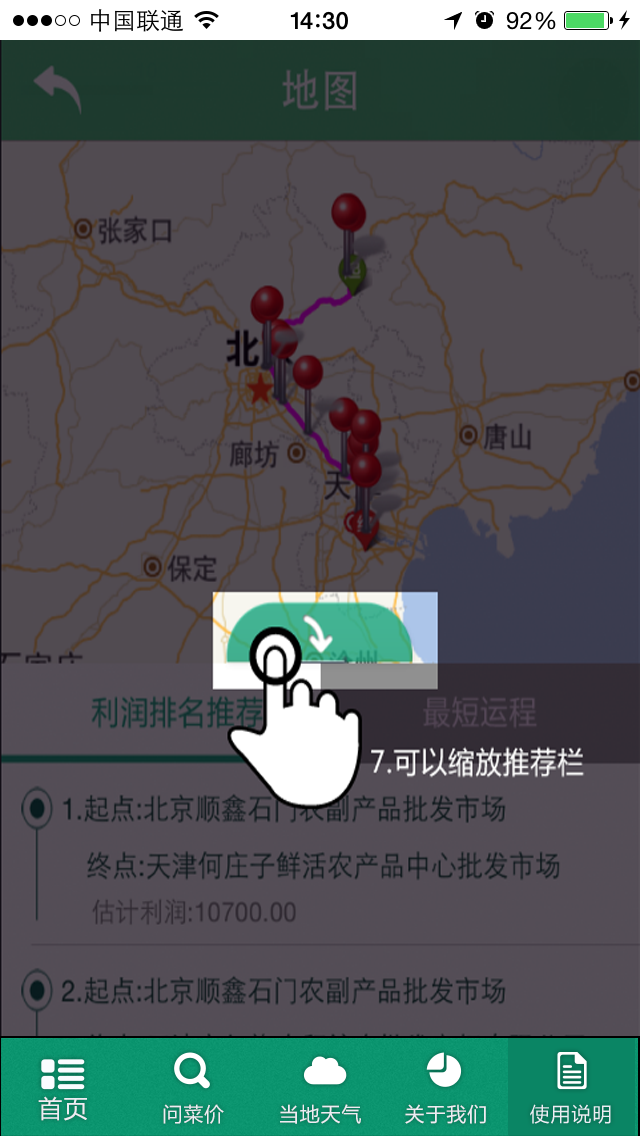 中国联通 14:30 92%
地图
张家口
北
唐山
廊坊
天
保定
沧州
利润排名推荐 最短运程
7.可以缩放推荐栏
1.起点:北京顺鑫石门农副产品批发市场
终点:天津何庄子鲜活农产品中心批发市场
估计利润:10700.00
2.起点:北京顺鑫石门农副产品批发市场
首页 问菜价 当地天气 关于我们 使用说明